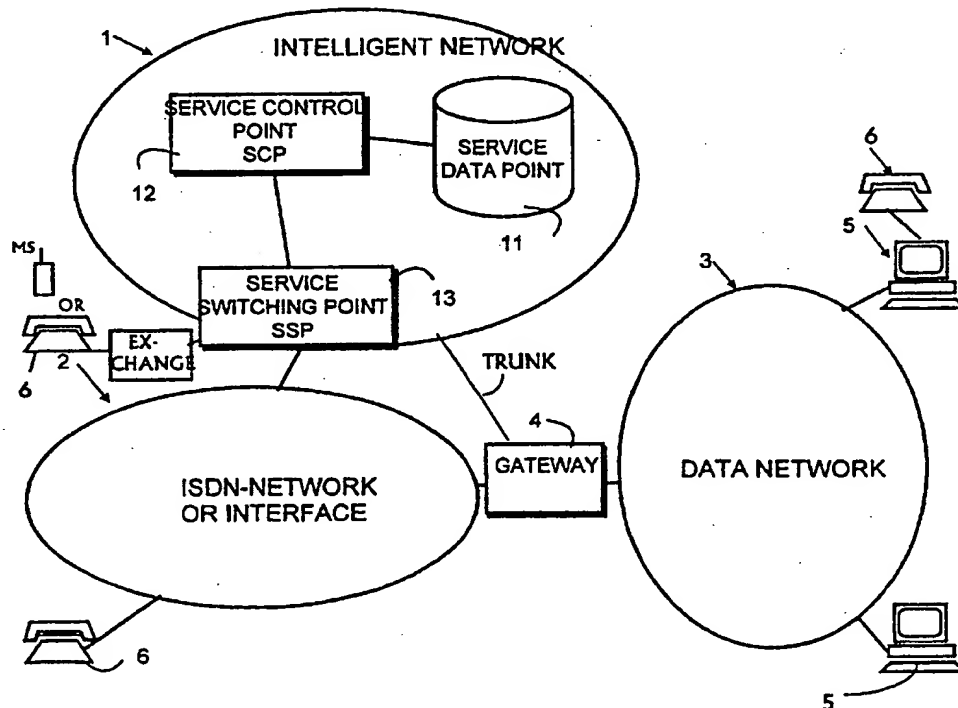 1
INTELLIGENT NETWORK
SERVICE CONTROL
POINT
SCP
12
SERVICE
DATA POINT
11
6
5
MS
OR
6
2
EX-
CHANGE
SERVICE
SWITCHING POINT
SSP
13
3
TRUNK
4
GATEWAY
ISDN-NETWORK
OR INTERFACE
DATA NETWORK
6
5